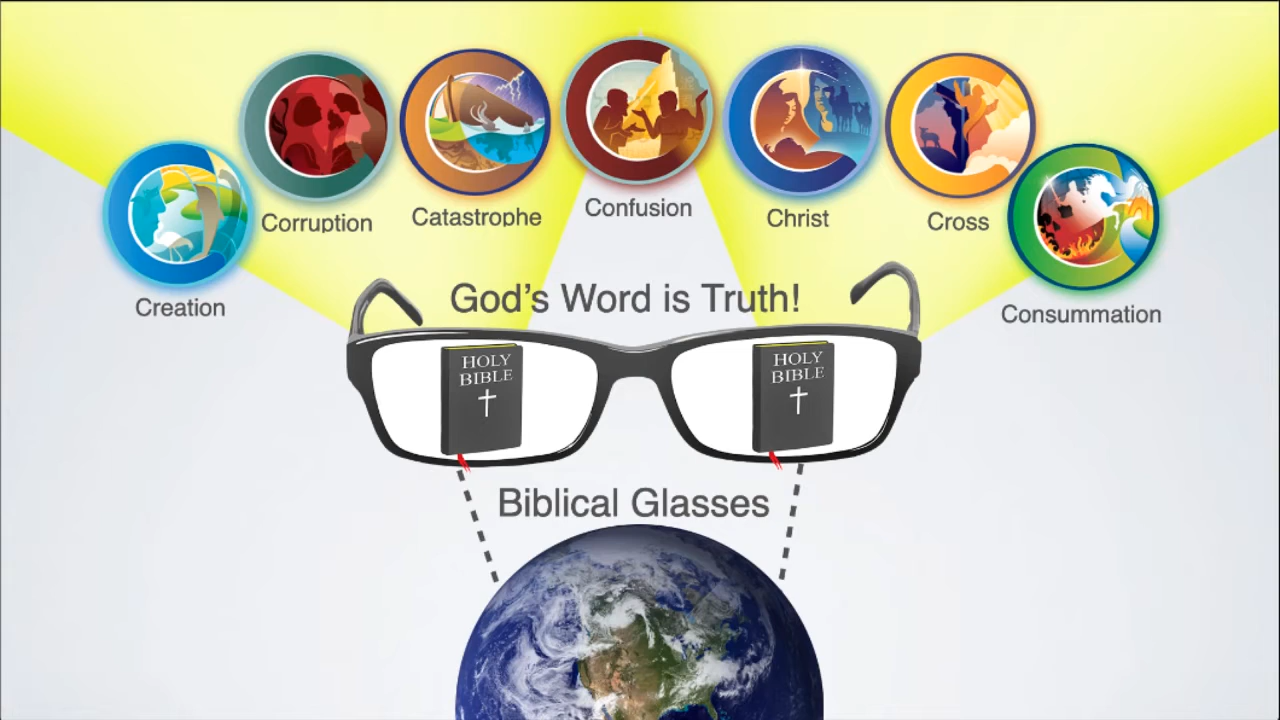 Creation
Corruption
Catastrophe
Confusion
Christ
Cross
Consummation
God's Word is Truth!
HOLY
BIBLE
HOLY
BIBLE
Biblical Glasses